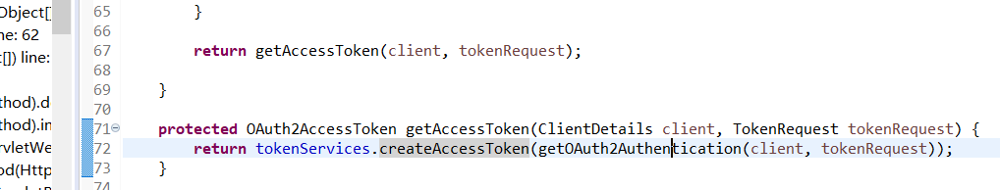 Object[]
ne: 62
t[]) line:
thod).d
thod).in
rvletWe
od(Http
65 }
66
67 return getAccessToken(client, tokenRequest);
68
69 }
70
71 protected OAuth2AccessToken getAccessToken(ClientDetails client, TokenRequest tokenRequest) {
72 return tokenServices.createAccessToken(getOAuth2Authentication(client, tokenRequest));
73 }
74